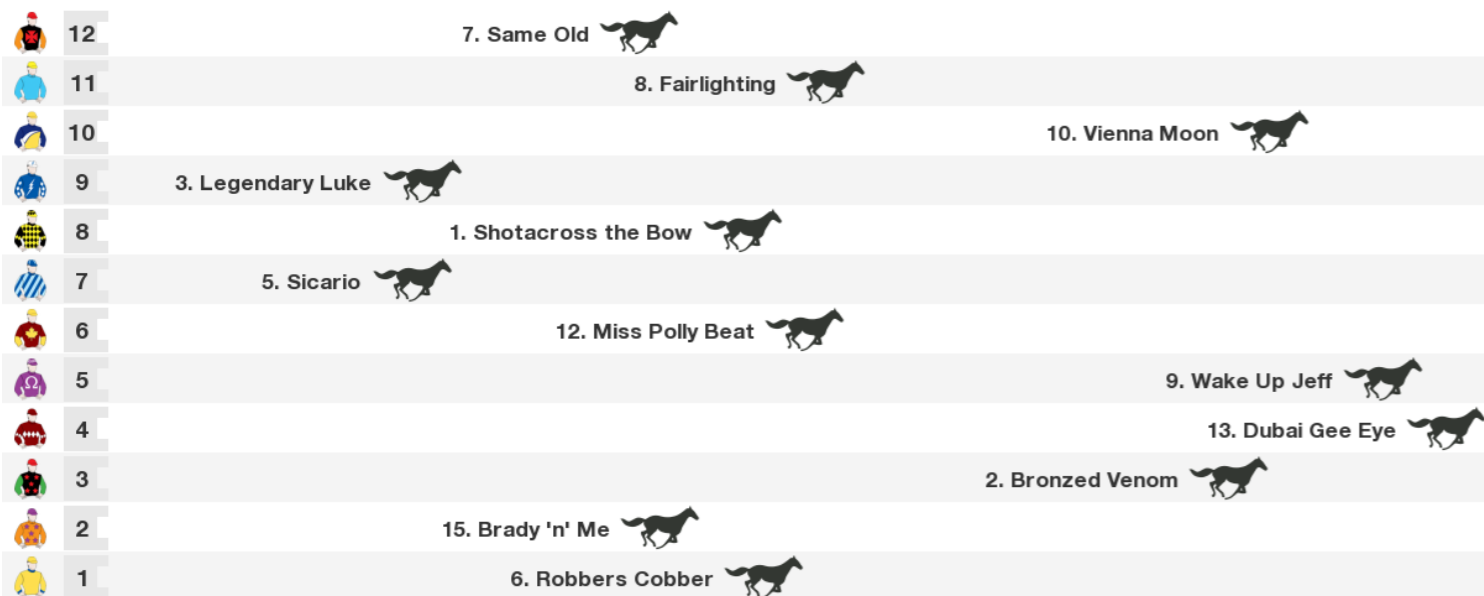 12 7. Same Old
11 8. Fairlighting
10 10. Vienna Moon
9 3. Legendary Luke
8 1. Shotacross the Bow
7 5. Sicario
6 12. Miss Polly Beat
Ω 5 9. Wake Up Jeff
4 13. Dubai Gee Eye
3 2. Bronzed Venom
2 15. Brady 'n' Me
1 6. Robbers Cobber